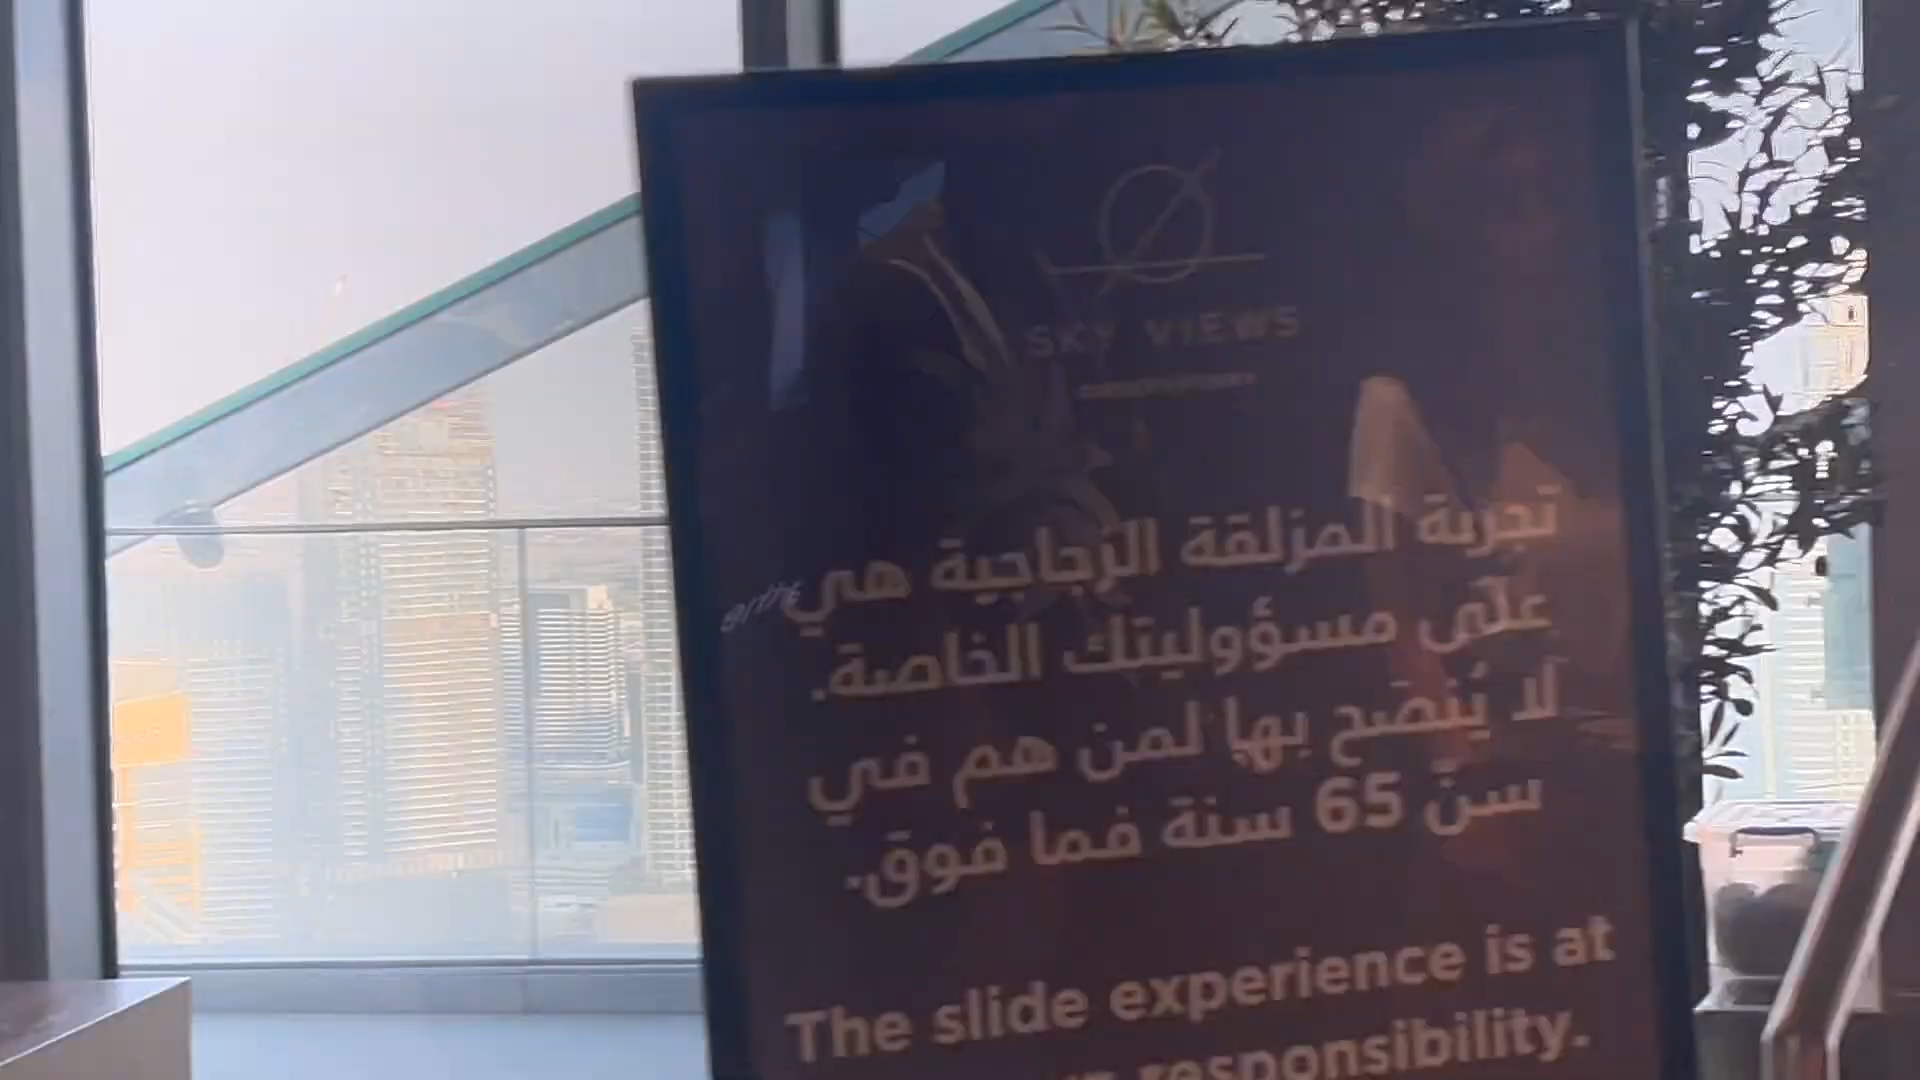 SKY VIEWS
تجربة المزلقة الزجاجية هي
على مسؤوليتك الخاصة.
لا يُنصَح بها لمن هم في
سن 65 سنة فما فوق.
The slide experience is at
responsibility.